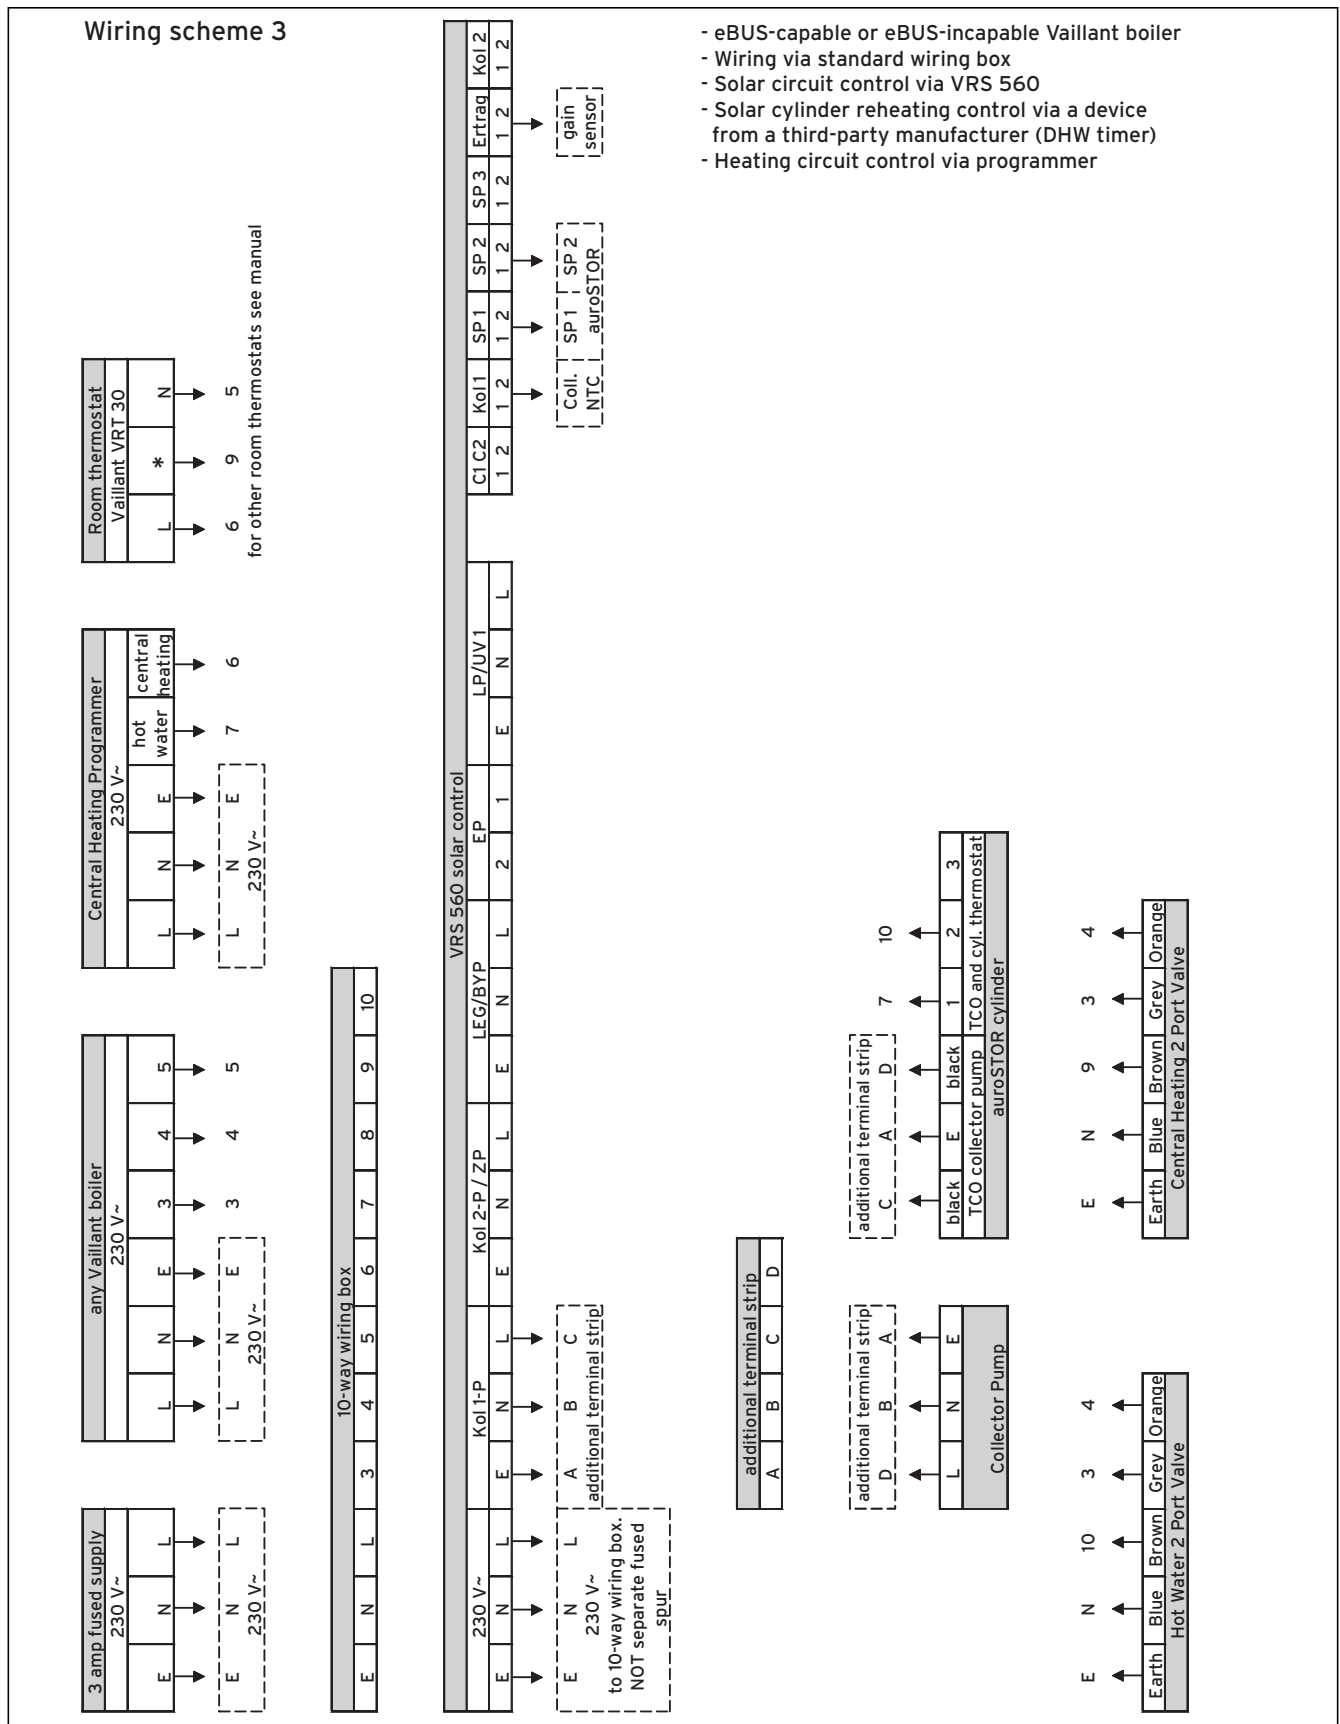 Wiring scheme 3
- eBUS-capable or eBUS-incapable Vaillant boiler
- Wiring via standard wiring box
- Solar circuit control via VRS 560
- Solar cylinder reheating control via a device
from a third-party manufacturer (DHW timer)
- Heating circuit control via programmer
3 amp fused supply
230 V~
E N L
E N L
230 V~
any Vaillant boiler
230 V~
L N E 3 4 5
L N E 3 4 5
230 V~
Central Heating Programmer
230 V~
L N E hot water central heating
L N E 7 6
230 V~
Room thermostat
Vaillant VRT 30
L * N
6 9 5
for other room thermostats see manual
10-way wiring box
E N L 3 4 5 6 7 8 9 10
VRS 560 solar control
230 V~ Kol 1-P Kol 2-P / ZP LEG/BYP EP LP/UV1 C1 C2 Kol 1 SP 1 SP 2 SP 3 Ertrag Kol 2
E N L E N L E N L E N L 2 1 E N L 1 2 1 2 1 2 1 2 1 2 1 2 1 2
E N L
230 V~
to 10-way wiring box.
NOT separate fused
spur
A B C
additional terminal strip
Coll.
NTC
SP 1 SP 2
auroSTOR
gain
sensor
additional terminal strip
A B C D
additional terminal strip
D B A
L N E
Collector Pump
additional terminal strip
C A D 7 10
black E black 1 2 3
TCO collector pump TCO and cyl. thermostat
auroSTOR cylinder
E N 10 3 4
Earth Blue Brown Grey Orange
Hot Water 2 Port Valve
E N 9 3 4
Earth Blue Brown Grey Orange
Central Heating 2 Port Valve